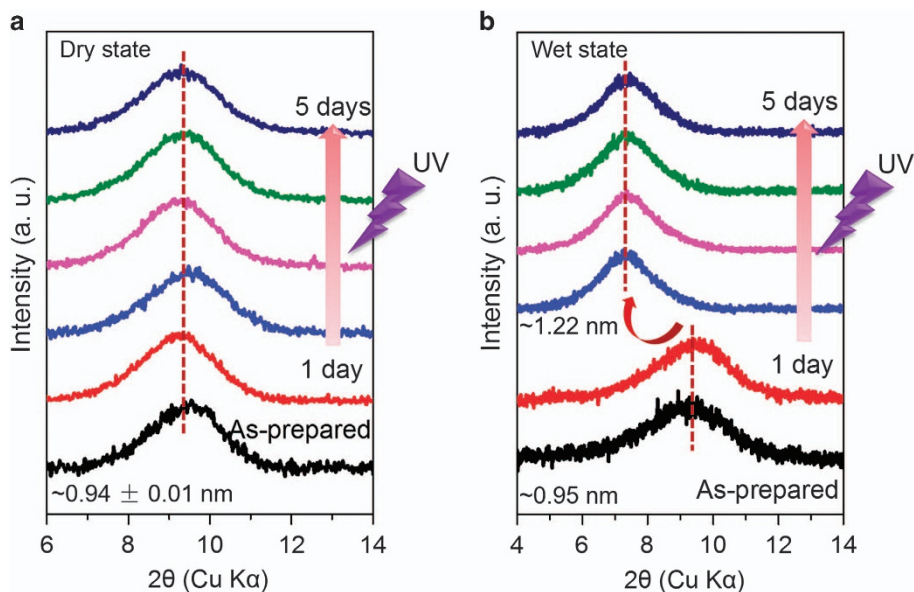 a
Dry state
5 days
UV
1 day
As-prepared
~0.94 ± 0.01 nm
Intensity (a. u.)
6 8 10 12 14
2θ (Cu Kα)
b
Wet state
5 days
UV
~1.22 nm
1 day
As-prepared
~0.95 nm
Intensity (a. u.)
4 6 8 10 12 14
2θ (Cu Kα)